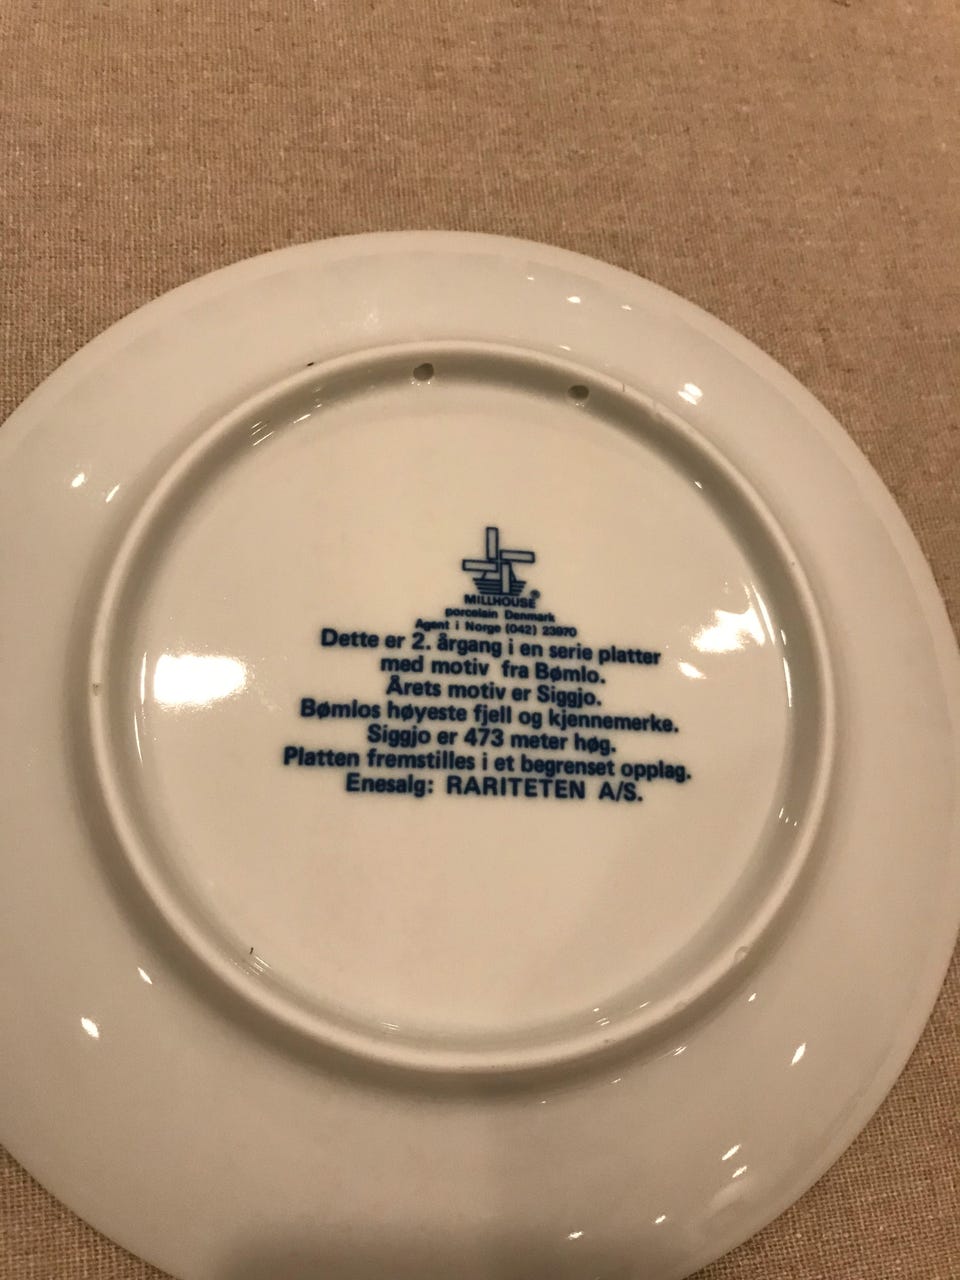 MILLHOUSE®
porcelain Denmark
Agent i Norge (042) 23970
Dette er 2. årgang i en serie platter
med motiv fra Bømlo.
Årets motiv er Siggjo.
Bømlos høyeste fjell og kjennemerke.
Siggjo er 473 meter høg.
Platten fremstilles i et begrenset opplag.
Enesalg: RARITETEN A/S.